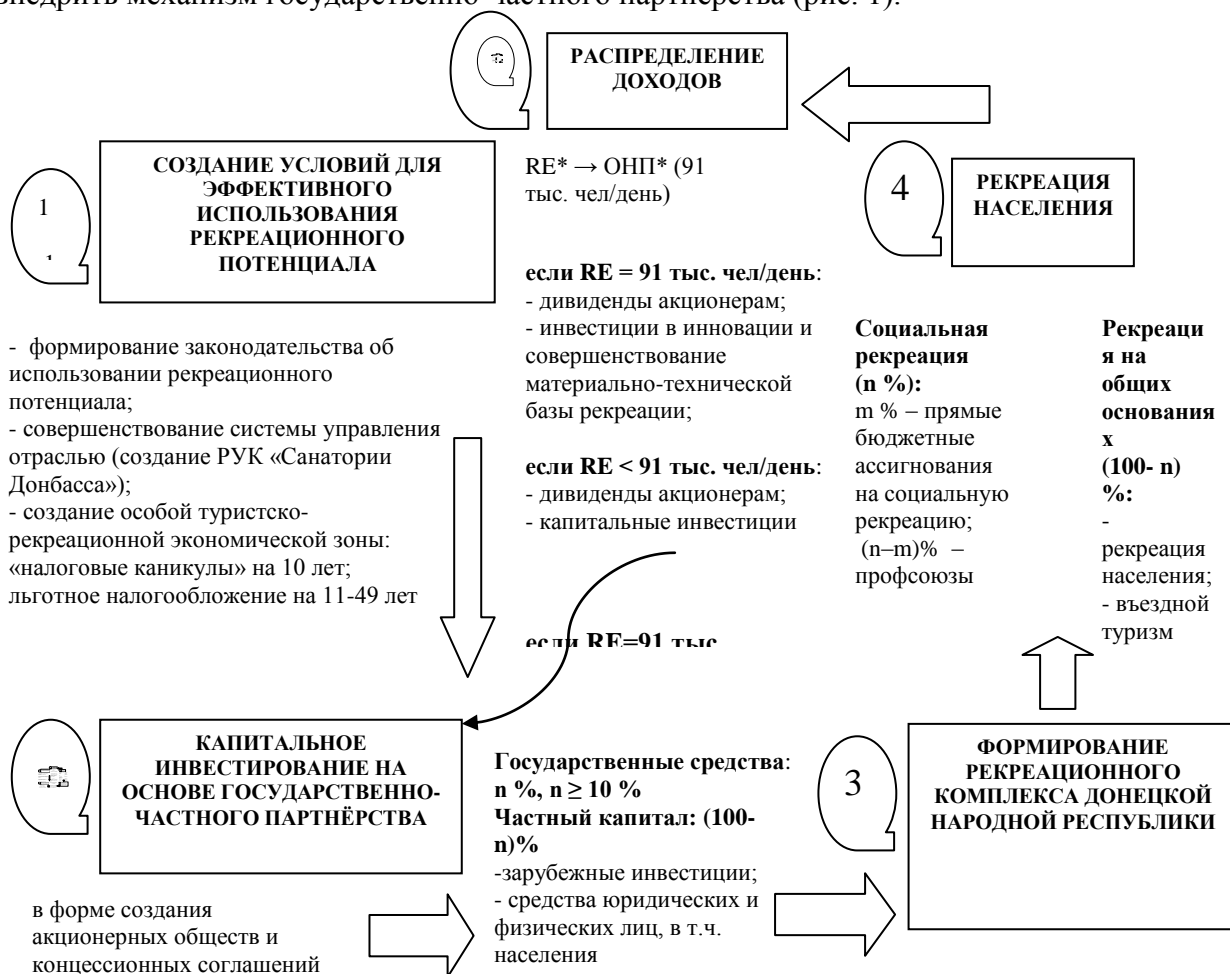 внедрить механизм государственно-частного партнерства (рис. 1).
РАСПРЕДЕЛЕНИЕ
ДОХОДОВ
1
СОЗДАНИЕ УСЛОВИЙ ДЛЯ
ЭФФЕКТИВНОГО
ИСПОЛЬЗОВАНИЯ
РЕКРЕАЦИОННОГО
ПОТЕНЦИАЛА
- формирование законодательства об
использовании рекреационного
потенциала;
- совершенствование системы управления
отраслью (создание РУК «Санатории
Донбасса»);
- создание особой туристско-
рекреационной экономической зоны:
«налоговые каникулы» на 10 лет;
льготное налогообложение на 11-49 лет
RE* → ОНП* (91
тыс. чел/день)
если RE = 91 тыс. чел/день:
- дивиденды акционерам;
- инвестиции в инновации и
совершенствование
материально-технической
базы рекреации;
если RE < 91 тыс. чел/день:
- дивиденды акционерам;
- капитальные инвестиции
если RE=91 тыс
4
РЕКРЕАЦИЯ
НАСЕЛЕНИЯ
Социальная
рекреация
(n %):
m % – прямые
бюджетные
ассигнования
на социальную
рекреацию;
(n–m)% –
профсоюзы
Рекреаци
я на
общих
основания
х
(100- n)
%:
-
рекреация
населения;
- въездной
туризм
КАПИТАЛЬНОЕ
ИНВЕСТИРОВАНИЕ НА
ОСНОВЕ ГОСУДАРСТВЕННО-
ЧАСТНОГО ПАРТНЁРСТВА
в форме создания
акционерных обществ и
концессионных соглашений
Государственные средства:
n %, n ≥ 10 %
Частный капитал: (100-
n)%
-зарубежные инвестиции;
- средства юридических и
физических лиц, в т.ч.
населения
3
ФОРМИРОВАНИЕ
РЕКРЕАЦИОННОГО
КОМПЛЕКСА ДОНЕЦКОЙ
НАРОДНОЙ РЕСПУБЛИКИ